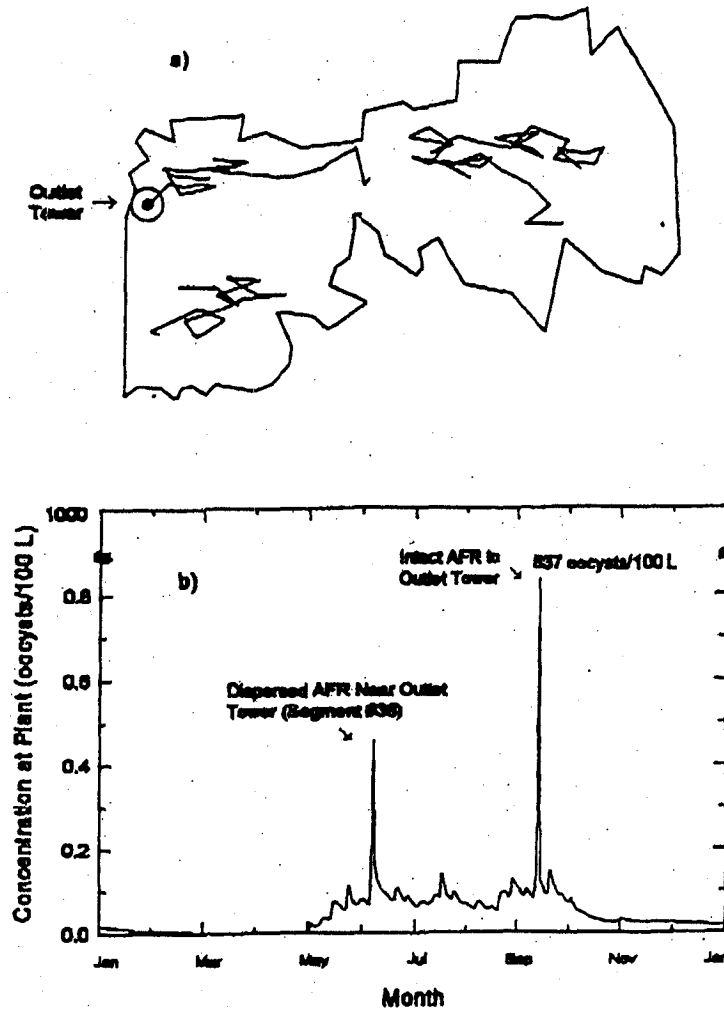 a)
Outlet
Tower
1000
b)
Intact AFR to
Outlet Tower
837 oocysts/100 L
0.8
Dispersed AFR Near Outlet
Tower (Segment #36)
0.6
0.4
0.2
0.0
Concentration at Plant (oocysts/100 L)
Jan
Mar
May
Jul
Sep
Nov
Jan
Month